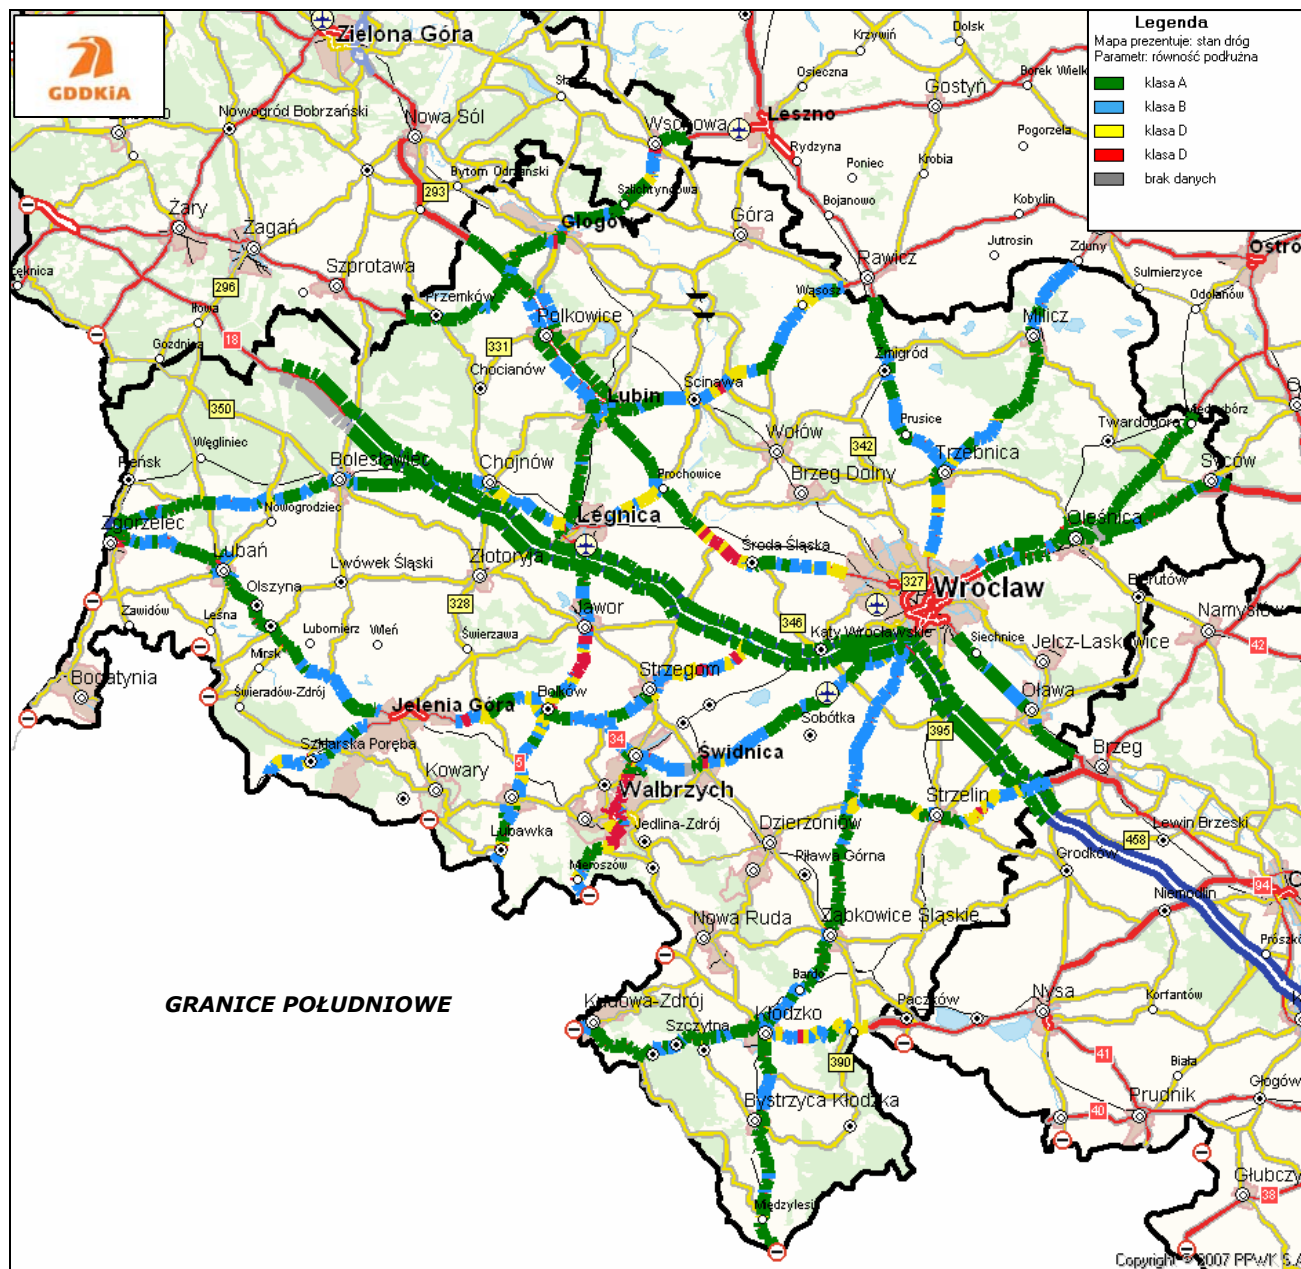 GDDKiA
Legenda
Mapa prezentuje: stan dróg
Parametr: równość podłużna
klasa A
klasa B
klasa D
klasa D
brak danych
Zielona Góra
Krzywiń
Dolsk
Osieczna
Gostyń
Borek Wielk
Nowogród Bobrzański
Nowa Sól
Leszno
Pogorzela
Rydzyna
Krobia
Poniec
Bytom Odrzański
293
Szlichtyngowa
Kobylin
Bojanowo
Żary
Żagań
Głogów
Góra
Jutrosin
Zduny
Ostro
Szprotawa
Rawicz
Sulmierzyce
296
Wąsosz
Odolanów
Przemków
Iłowa
Polkowice
Milicz
18
Gozdnica
331
Żmigród
Chocianów
Ścinawa
Lubin
350
Prusice
Twardogóra
Międzybórz
Węgliniec
Wołów
342
Pieńsk
Bolesławiec
Chojnów
Trzebnica
Syców
Brzeg Dolny
Prochowice
Nowogrodziec
Legnica
Oleśnica
Zgorzelec
Środa Śląska
Lubań
Lwówek Śląski
Złotoryja
327
Wrocław
Bierutów
Olszyna
328
Namysłów
Zawidów
Leśna
Jawor
346
Lubomierz
Wleń
Świerzawa
Kąty Wrocławskie
Siechnice
Jelcz-Laskowice
42
Mirsk
Strzegom
Bogatynia
Świeradów-Zdrój
Jelenia Góra
Bolków
Oława
Sobótka
395
34
Szklarska Poręba
Świdnica
Brzeg
5
Kowary
Wałbrzych
Strzelin
Lubawka
Jedlina-Zdrój
Dzierżoniów
Lewin Brzeski
458
Mieroszów
Piława Górna
Grodków
94
Niemodlin
Nowa Ruda
Ząbkowice Śląskie
Prószk
Bardo
GRANICE POŁUDNIOWE
Kudowa-Zdrój
Paczków
Nysa
Korfantów
Szczytna
Kłodzko
41
390
Biała
Głogów
Bystrzyca Kłodzka
40
Prudnik
Głubczy
38
Międzylesie
Copyright © 2007 PPWK S.A